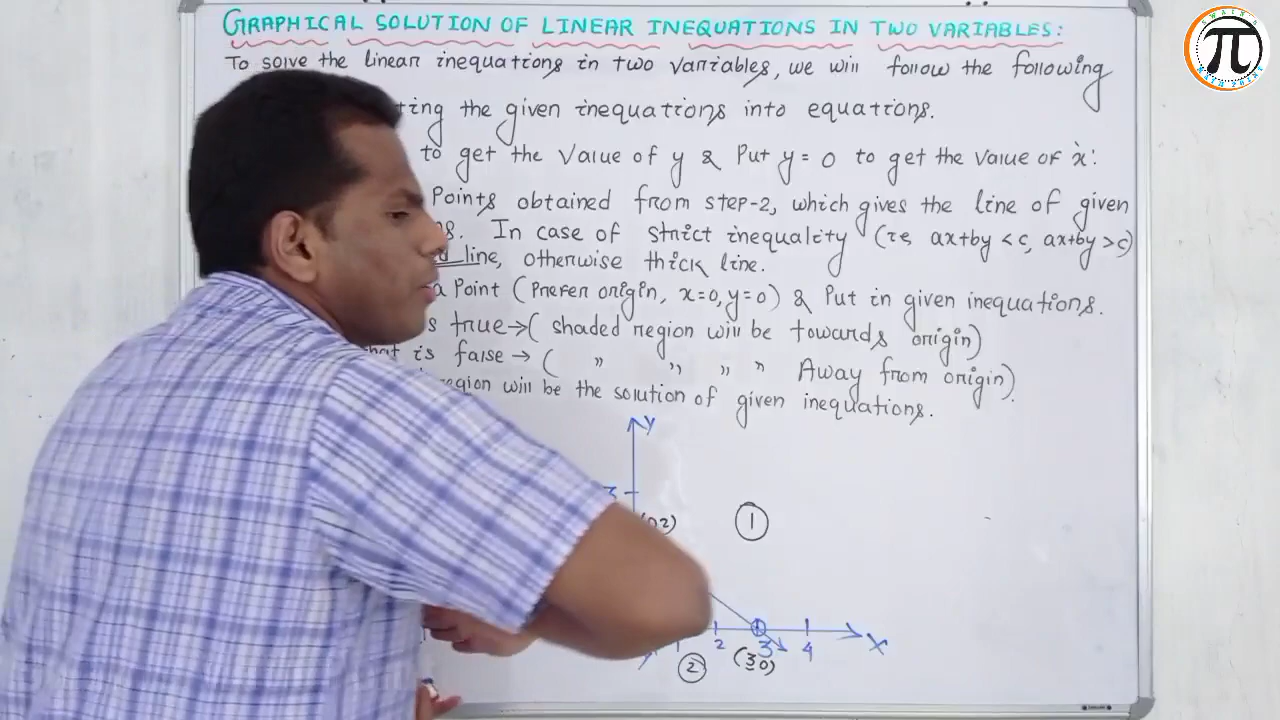 GRAPHICAL SOLUTION OF LINEAR INEQUATIONS IN TWO VARIABLES:
To solve the linear inequations in two variables, we will follow the following
ting the given inequations into equations.
to get the value of y & Put y = 0 to get the value of 'x'.
Points obtained from step-2, which gives the line of given
In case of strict inequality (i.e, ax+by < c, ax+by > c)
line, otherwise thick line.
a Point (Prefer origin, x=0, y=0) & Put in given inequations.
s true → ( shaded region will be towards origin)
is false → ( " " " " Away from origin).
region will be the solution of given inequations.
Y
3
(0 2)
1
2 3 4 X
2 (3 0)
SWAIN'S
π
MATH POINT